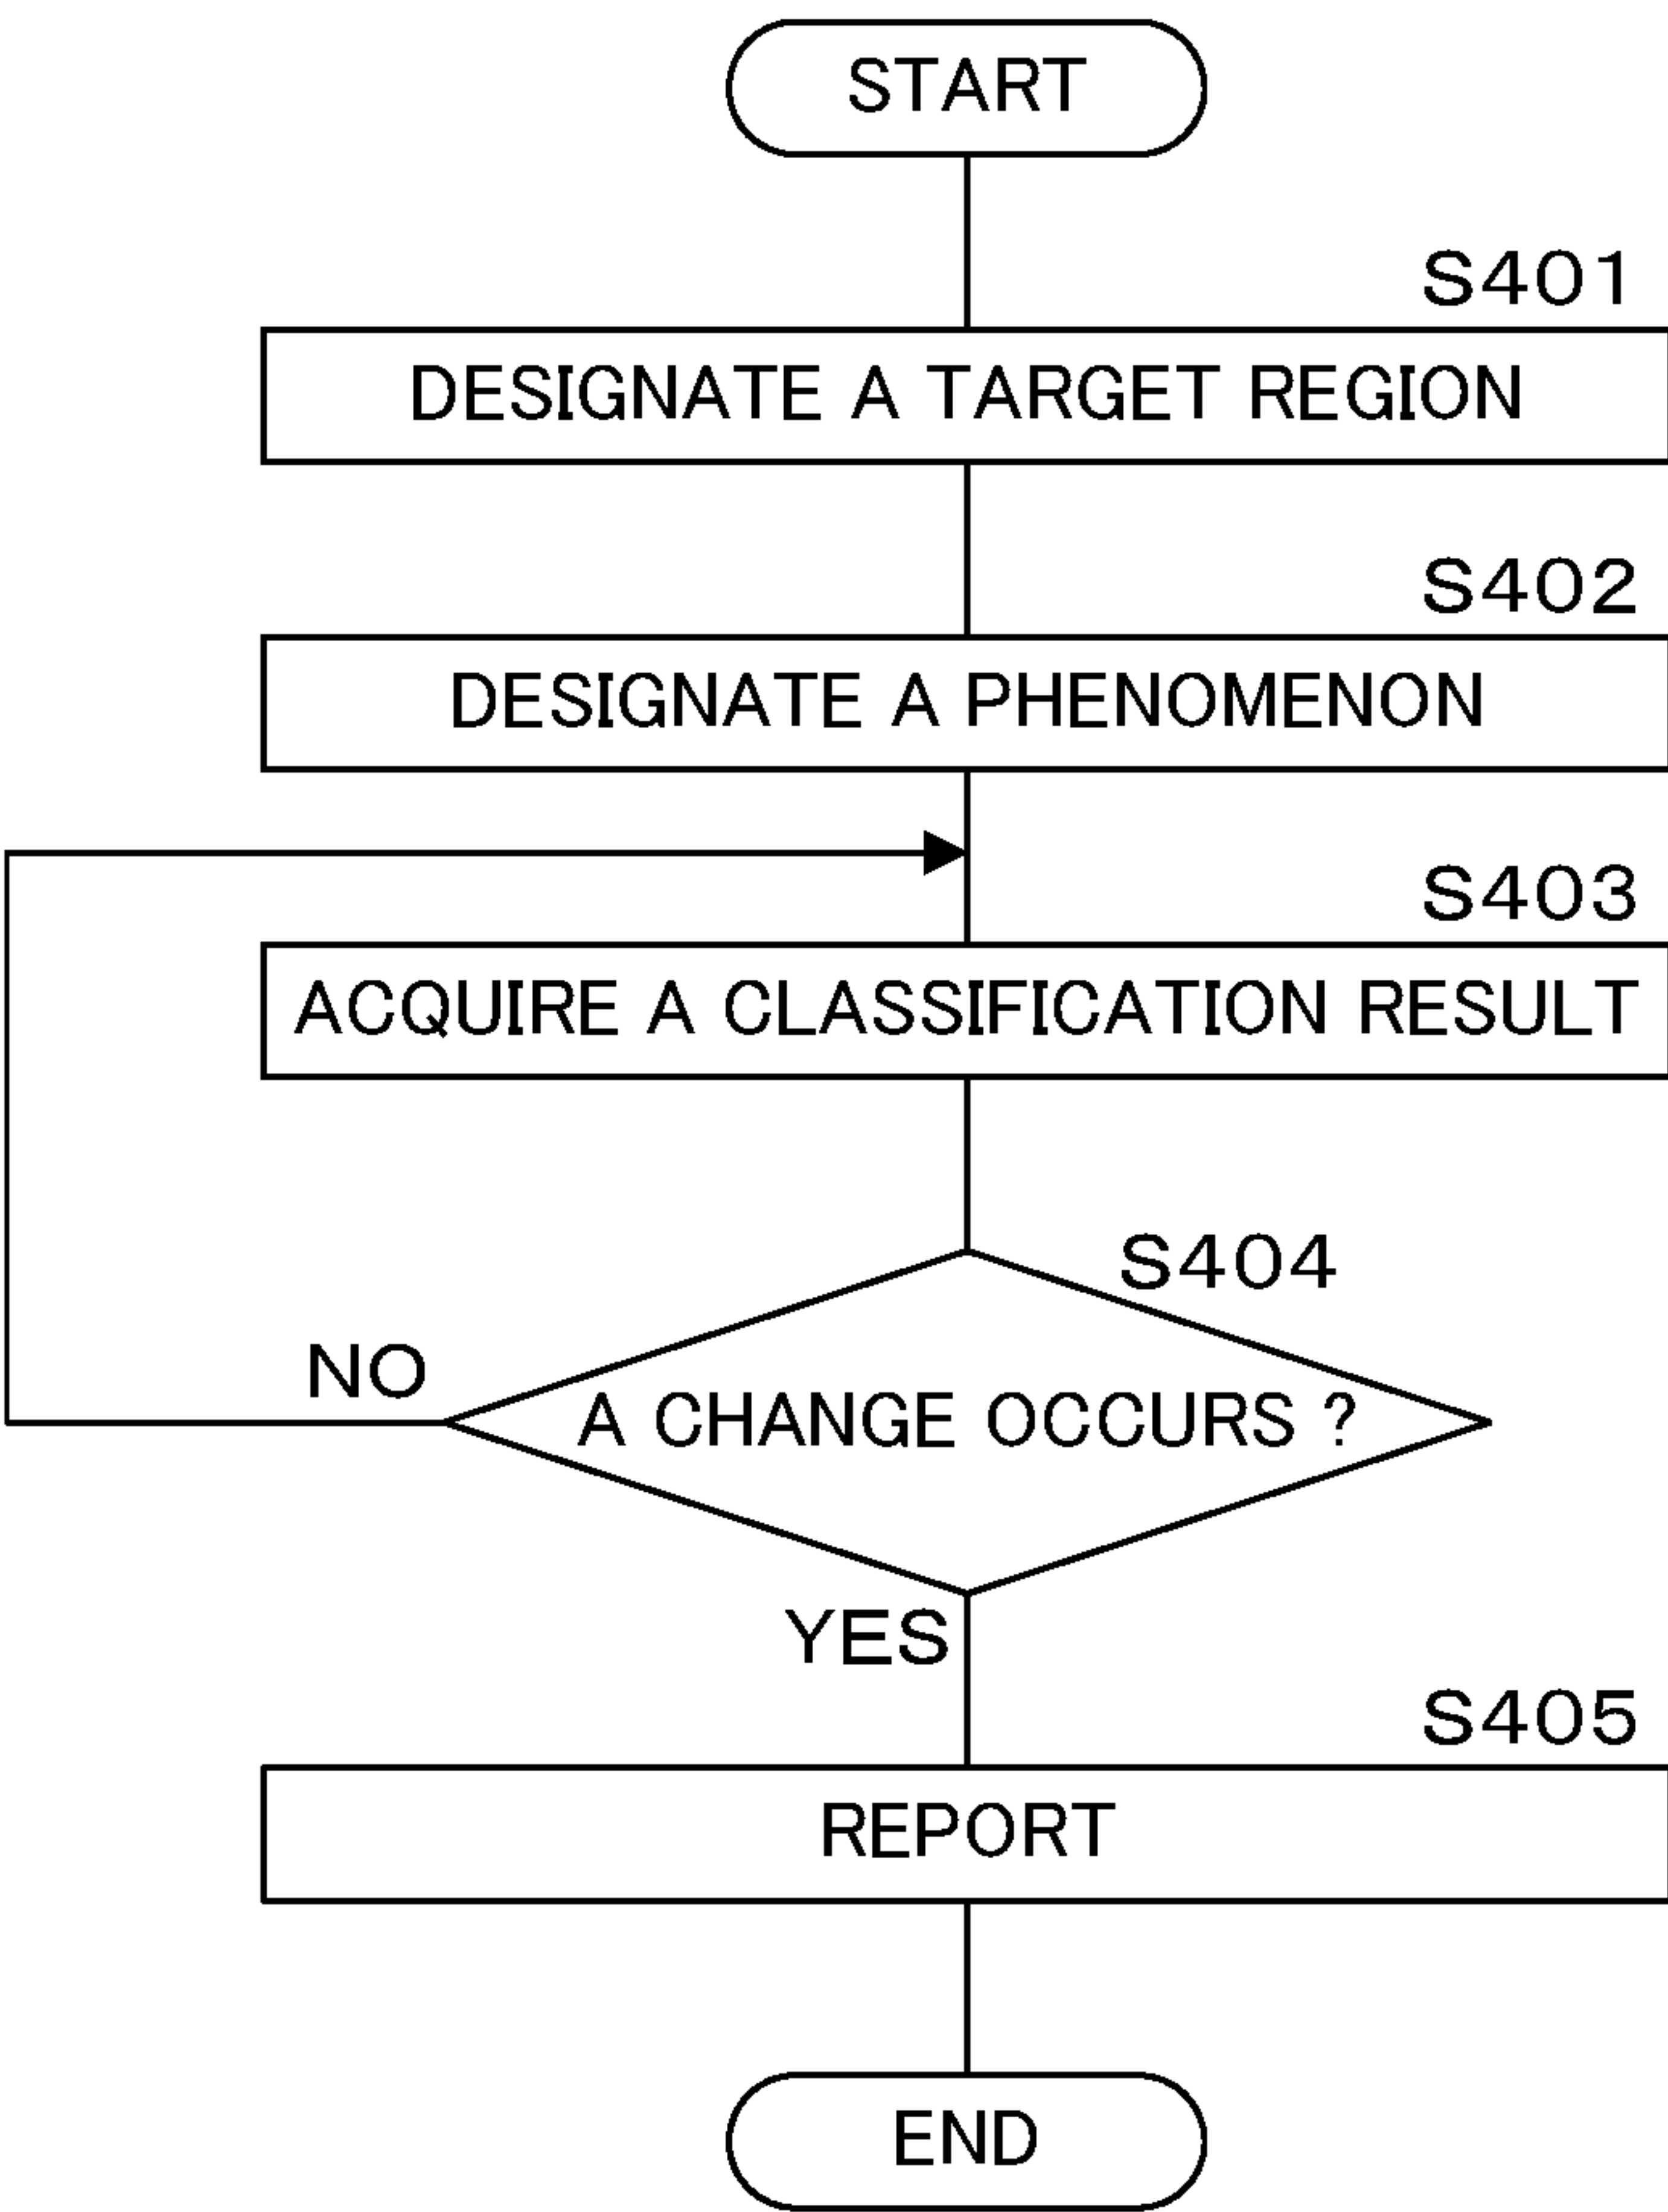 START
S401
DESIGNATE A TARGET REGION
S402
DESIGNATE A PHENOMENON
S403
ACQUIRE A CLASSIFICATION RESULT
S404
NO
A CHANGE OCCURS ?
YES
S405
REPORT
END